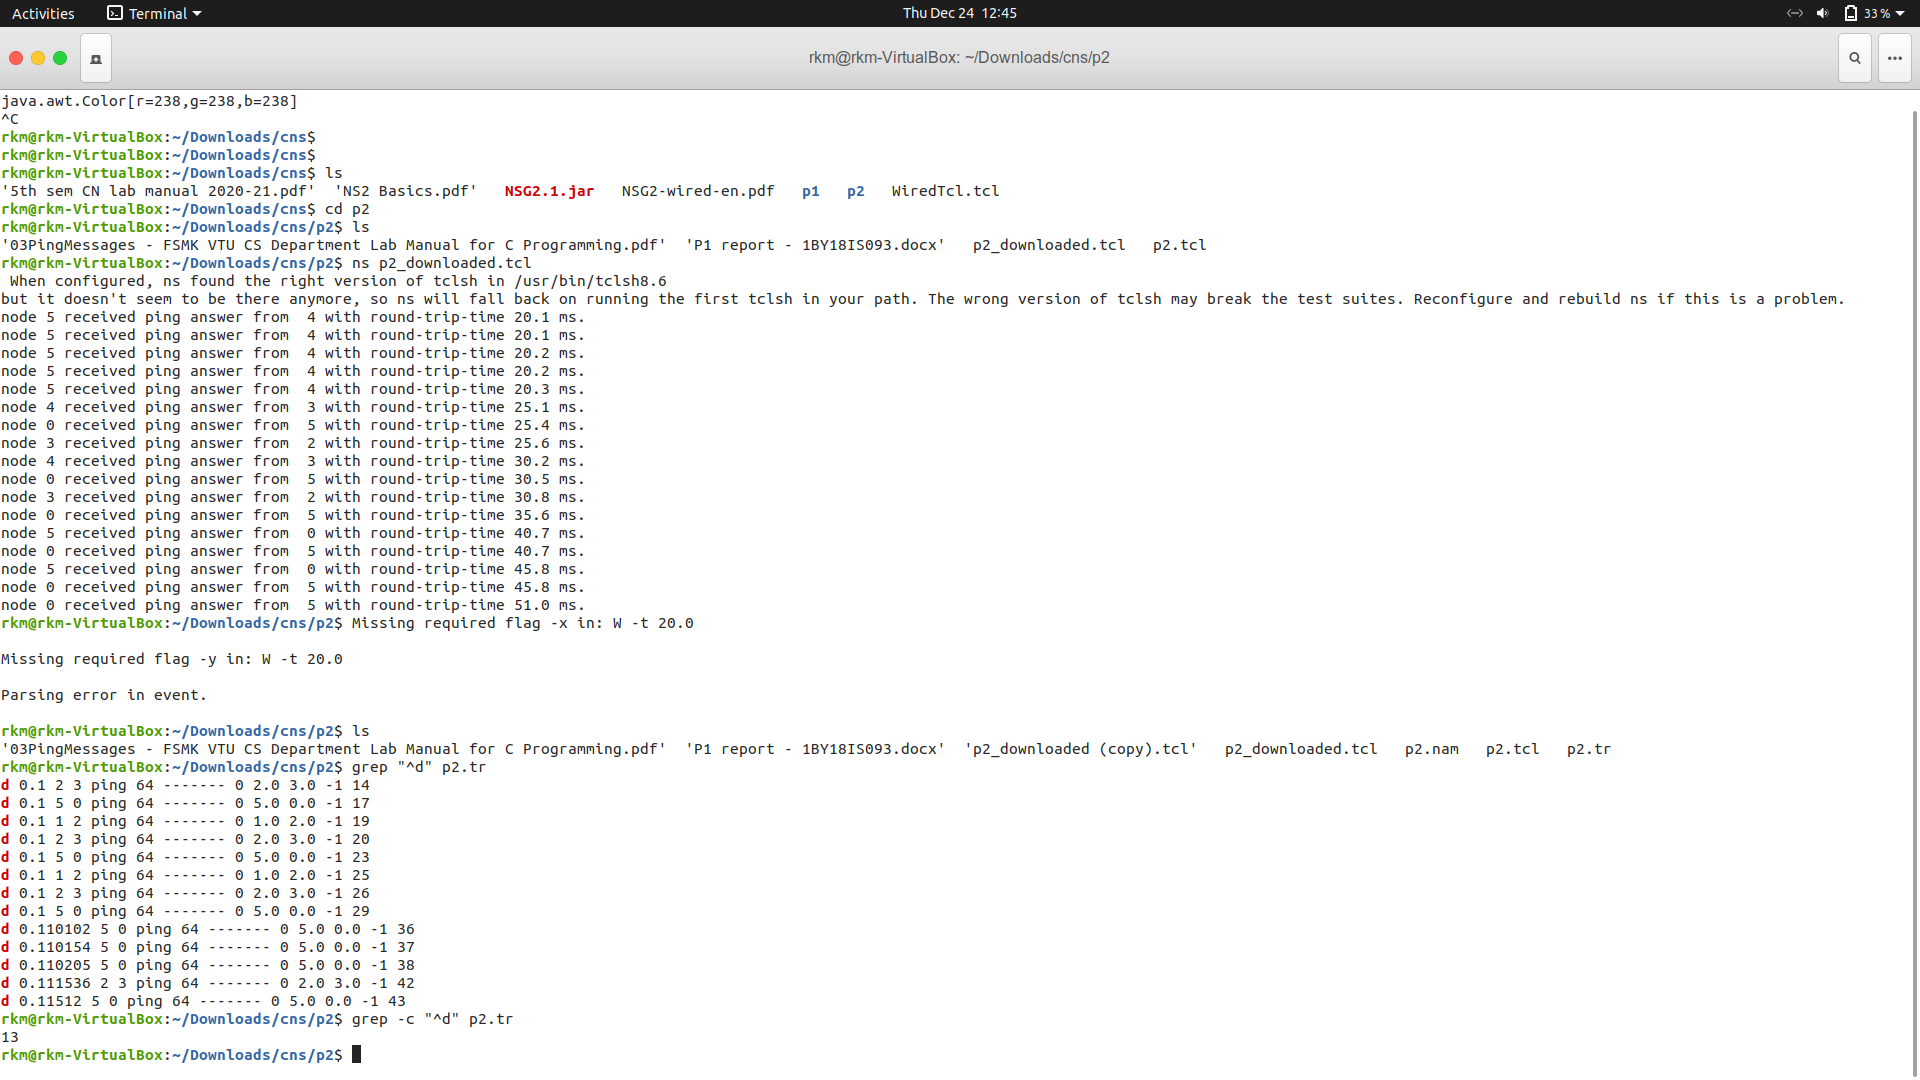 Activities Terminal Thu Dec 24 12:45 33 %
rkm@rkm-VirtualBox: ~/Downloads/cns/p2
java.awt.Color[r=238,g=238,b=238]
^C
rkm@rkm-VirtualBox:~/Downloads/cns$
rkm@rkm-VirtualBox:~/Downloads/cns$
rkm@rkm-VirtualBox:~/Downloads/cns$ ls
'5th sem CN lab manual 2020-21.pdf'  'NS2 Basics.pdf'   NSG2.1.jar   NSG2-wired-en.pdf   p1   p2   WiredTcl.tcl
rkm@rkm-VirtualBox:~/Downloads/cns$ cd p2
rkm@rkm-VirtualBox:~/Downloads/cns/p2$ ls
'03PingMessages - FSMK VTU CS Department Lab Manual for C Programming.pdf'  'P1 report - 1BY18IS093.docx'   p2_downloaded.tcl   p2.tcl
rkm@rkm-VirtualBox:~/Downloads/cns/p2$ ns p2_downloaded.tcl
 When configured, ns found the right version of tclsh in /usr/bin/tclsh8.6
but it doesn't seem to be there anymore, so ns will fall back on running the first tclsh in your path. The wrong version of tclsh may break the test suites. Reconfigure and rebuild ns if this is a problem.
node 5 received ping answer from  4 with round-trip-time 20.1 ms.
node 5 received ping answer from  4 with round-trip-time 20.1 ms.
node 5 received ping answer from  4 with round-trip-time 20.2 ms.
node 5 received ping answer from  4 with round-trip-time 20.2 ms.
node 5 received ping answer from  4 with round-trip-time 20.3 ms.
node 4 received ping answer from  3 with round-trip-time 25.1 ms.
node 0 received ping answer from  5 with round-trip-time 25.4 ms.
node 3 received ping answer from  2 with round-trip-time 25.6 ms.
node 4 received ping answer from  3 with round-trip-time 30.2 ms.
node 0 received ping answer from  5 with round-trip-time 30.5 ms.
node 3 received ping answer from  2 with round-trip-time 30.8 ms.
node 0 received ping answer from  5 with round-trip-time 35.6 ms.
node 5 received ping answer from  0 with round-trip-time 40.7 ms.
node 0 received ping answer from  5 with round-trip-time 40.7 ms.
node 5 received ping answer from  0 with round-trip-time 45.8 ms.
node 0 received ping answer from  5 with round-trip-time 45.8 ms.
node 0 received ping answer from  5 with round-trip-time 51.0 ms.
rkm@rkm-VirtualBox:~/Downloads/cns/p2$ Missing required flag -x in: W -t 20.0
Missing required flag -y in: W -t 20.0
Parsing error in event.
rkm@rkm-VirtualBox:~/Downloads/cns/p2$ ls
'03PingMessages - FSMK VTU CS Department Lab Manual for C Programming.pdf'  'P1 report - 1BY18IS093.docx'  'p2_downloaded (copy).tcl'   p2_downloaded.tcl   p2.nam   p2.tcl   p2.tr
rkm@rkm-VirtualBox:~/Downloads/cns/p2$ grep "^d" p2.tr
d 0.1 2 3 ping 64 ------- 0 2.0 3.0 -1 14
d 0.1 5 0 ping 64 ------- 0 5.0 0.0 -1 17
d 0.1 1 2 ping 64 ------- 0 1.0 2.0 -1 19
d 0.1 2 3 ping 64 ------- 0 2.0 3.0 -1 20
d 0.1 5 0 ping 64 ------- 0 5.0 0.0 -1 23
d 0.1 1 2 ping 64 ------- 0 1.0 2.0 -1 25
d 0.1 2 3 ping 64 ------- 0 2.0 3.0 -1 26
d 0.1 5 0 ping 64 ------- 0 5.0 0.0 -1 29
d 0.110102 5 0 ping 64 ------- 0 5.0 0.0 -1 36
d 0.110154 5 0 ping 64 ------- 0 5.0 0.0 -1 37
d 0.110205 5 0 ping 64 ------- 0 5.0 0.0 -1 38
d 0.111536 2 3 ping 64 ------- 0 2.0 3.0 -1 42
d 0.11512 5 0 ping 64 ------- 0 5.0 0.0 -1 43
rkm@rkm-VirtualBox:~/Downloads/cns/p2$ grep -c "^d" p2.tr
13
rkm@rkm-VirtualBox:~/Downloads/cns/p2$